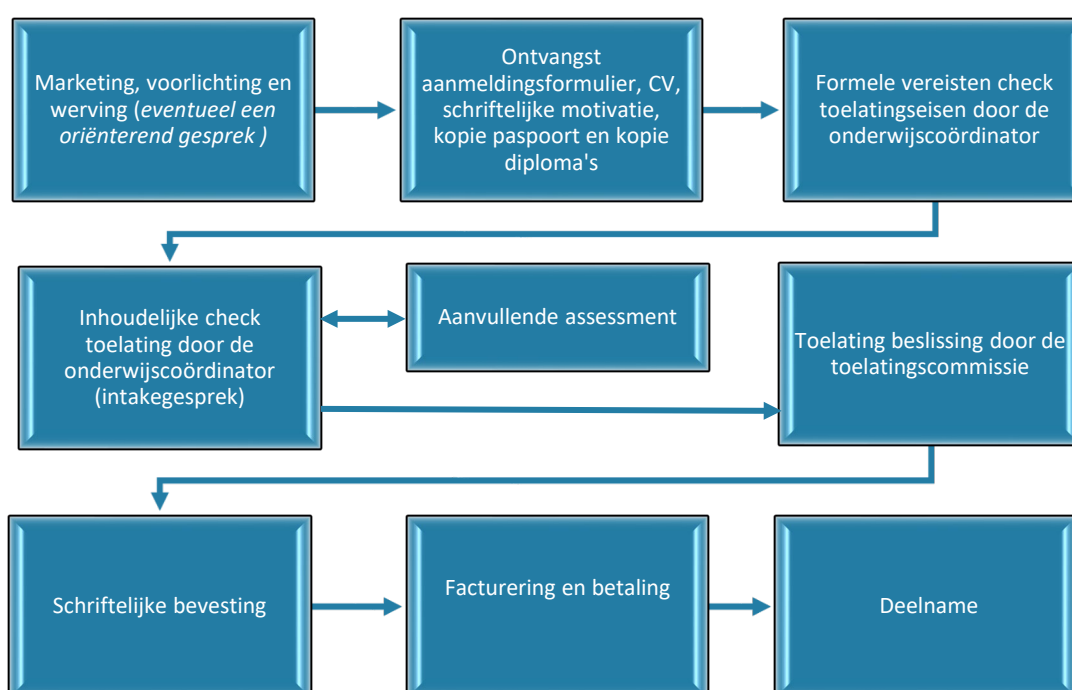 Marketing, voorlichting en
werving (eventueel een
oriënterend gesprek )
Ontvangst
aanmeldingsformulier, CV,
schriftelijke motivatie,
kopie paspoort en kopie
diploma's
Formele vereisten check
toelatingseisen door de
onderwijscoördinator
Inhoudelijke check
toelating door de
onderwijscoördinator
(intakegesprek)
Aanvullende assessment
Toelating beslissing door de
toelatingscommissie
Schriftelijke bevesting
Facturering en betaling
Deelname